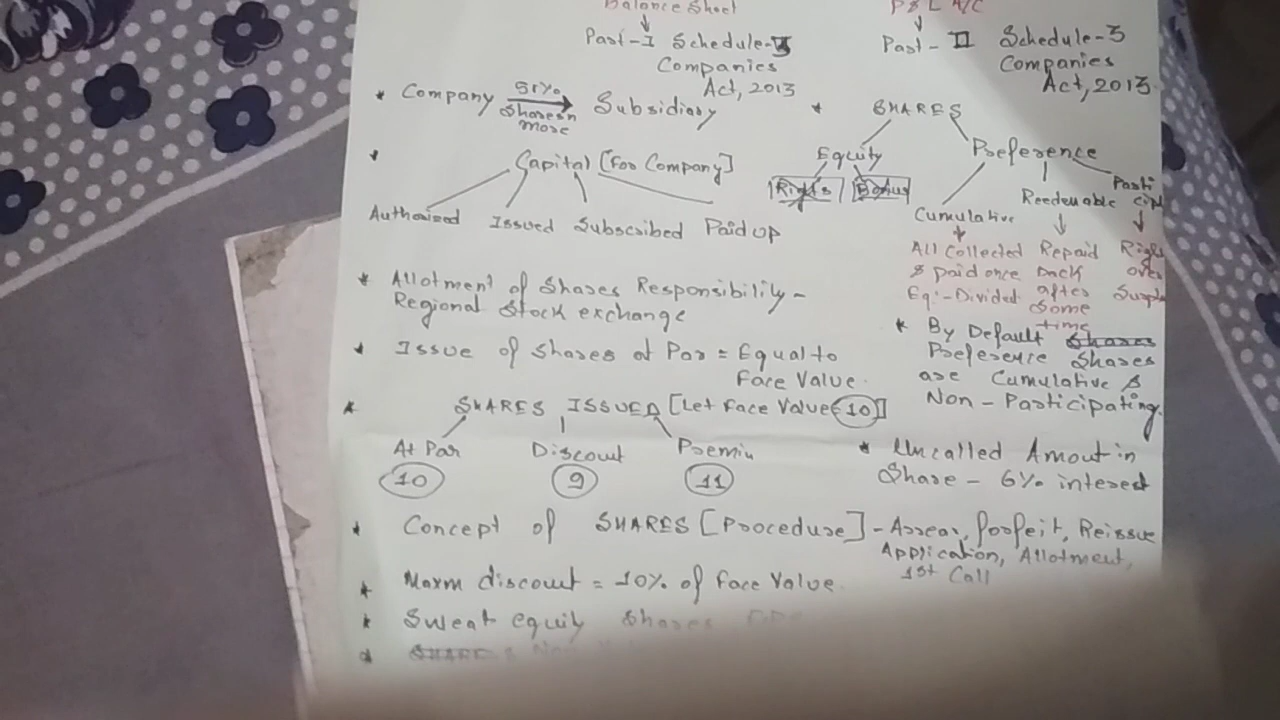 Balance Sheet
P & L A/C
Part-I Schedule-3
Companies
Act, 2013
Part-II Schedule-3
Companies
Act, 2013
* Company 51% Subsidiary
Shares
more
* SHARES
Equity Preference
Rights Bonus
Cumulative Redeemable
All Collected Repaid
& paid once back
Eq:-Divided after
some
time
* Capital [For Company]
Authorised Issued Subscribed Paid up
* Allotment of Shares Responsibility -
Regional Stock exchange
* Issue of shares at Par = Equal to
Face Value.
* By Default Shares
Preference Shares
are Cumulative &
Non-Participating.
* SHARES ISSUED [Let Face Value = 10]
At Par Discout Premiu
10 9 11
* Uncalled Amout in
Share - 6% interest
* Concept of SHARES [Procedure] - Arrear, forfeit, Reissue
Application, Allotment,
1st Call
* Maxm discout = 10% of Face Value.
* Sweat equity Shares